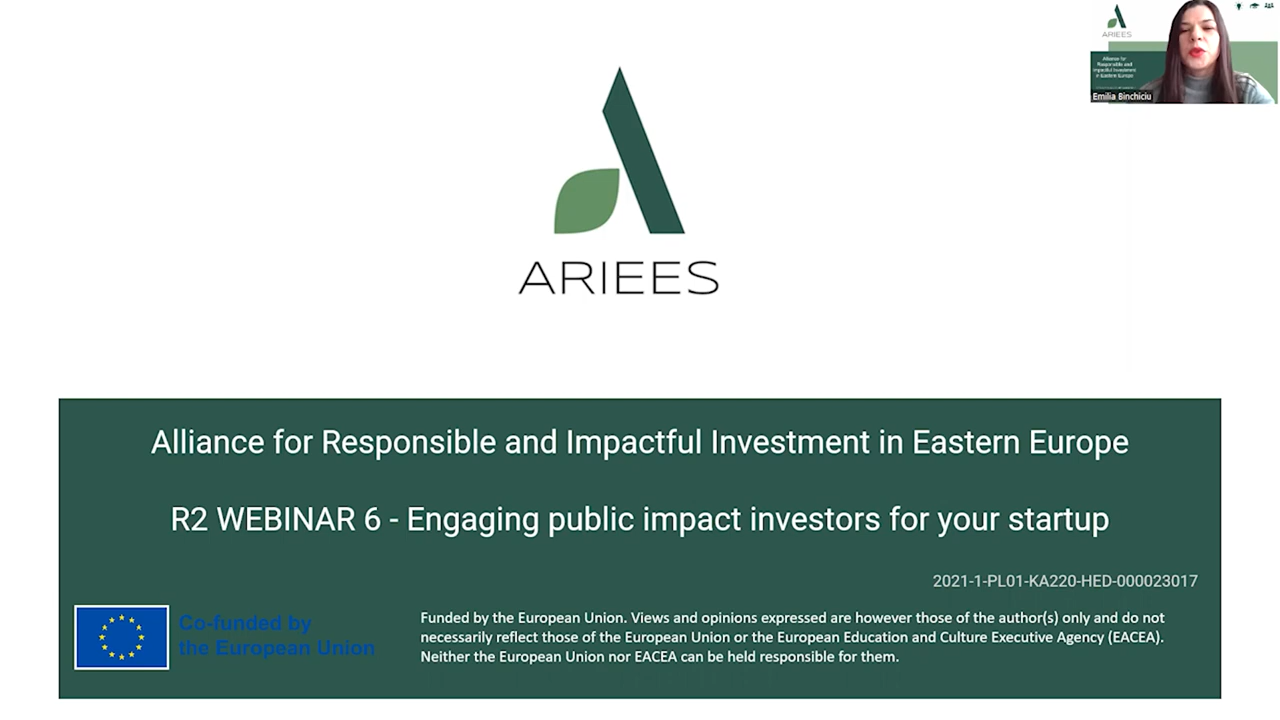 ARIEES
Alliance for
Responsible and
Impactful Investment
in Eastern Europe
Emilia Binchiciu
ARIEES
Alliance for Responsible and Impactful Investment in Eastern Europe
R2 WEBINAR 6 - Engaging public impact investors for your startup
2021-1-PL01-KA220-HED-000023017
Co-funded by
the European Union
Funded by the European Union. Views and opinions expressed are however those of the author(s) only and do not
necessarily reflect those of the European Union or the European Education and Culture Executive Agency (EACEA).
Neither the European Union nor EACEA can be held responsible for them.